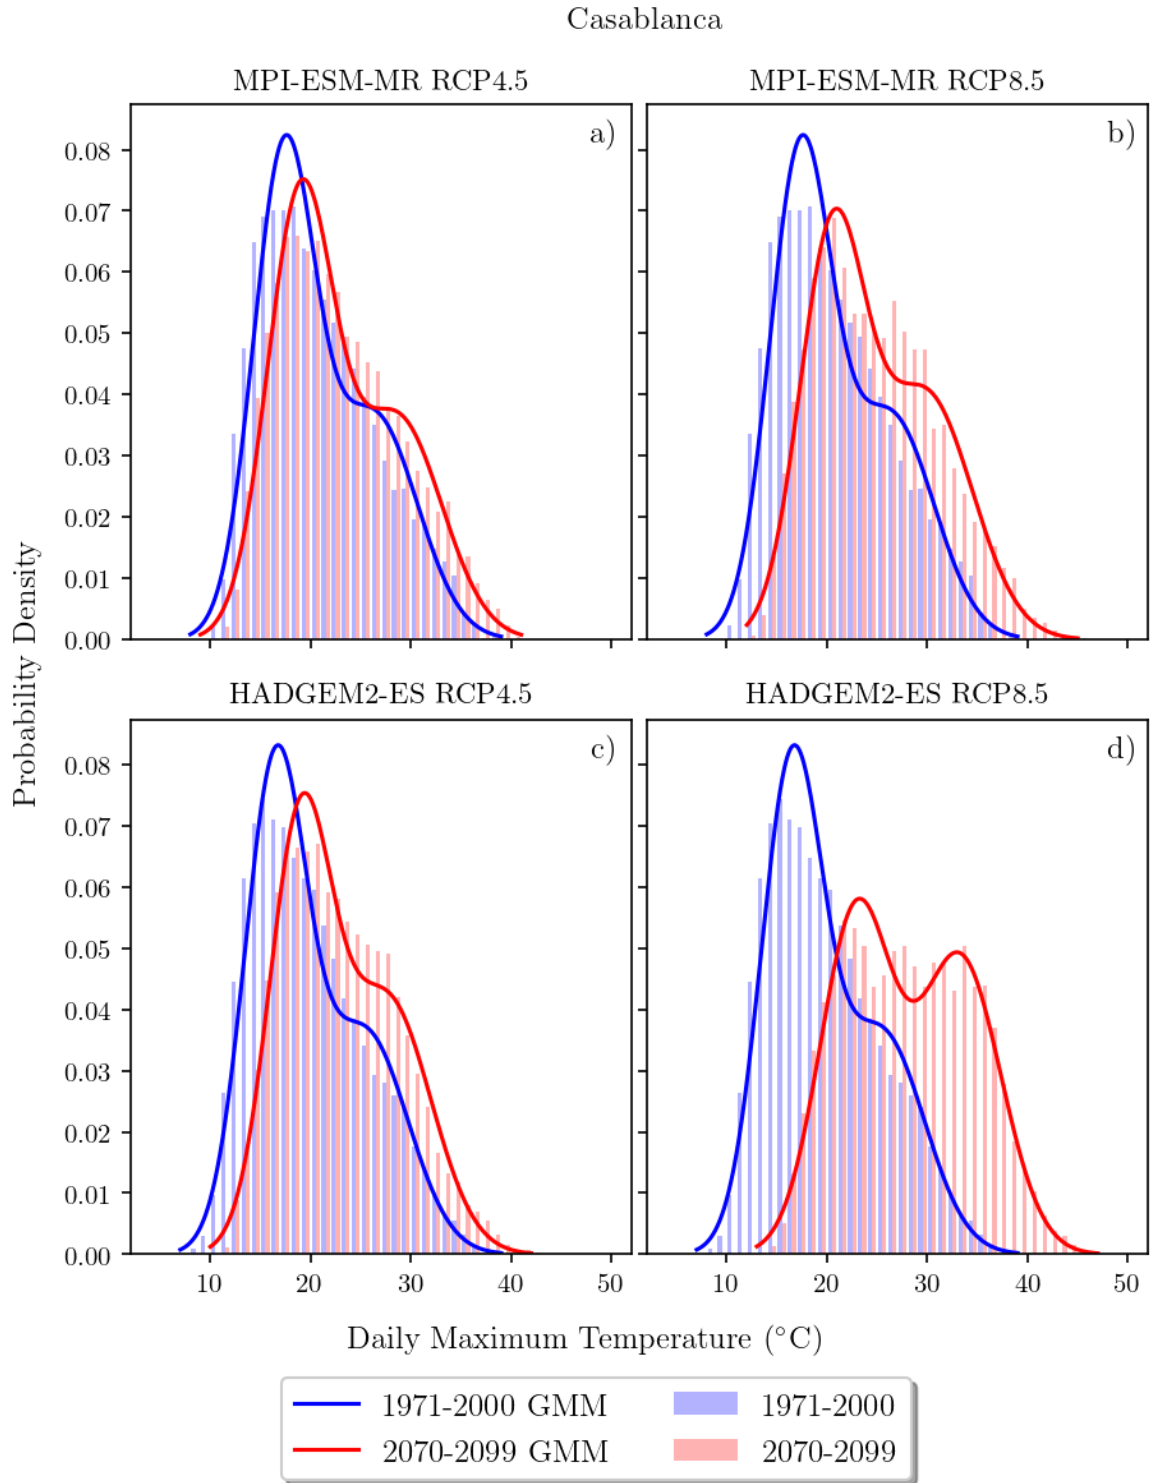 Casablanca
MPI-ESM-MR RCP4.5
MPI-ESM-MR RCP8.5
a)
b)
0.08
0.07
0.06
0.05
0.04
0.03
0.02
0.01
0.00
Probability Density
HADGEM2-ES RCP4.5
HADGEM2-ES RCP8.5
c)
d)
0.08
0.07
0.06
0.05
0.04
0.03
0.02
0.01
0.00
10 20 30 40 50
10 20 30 40 50
Daily Maximum Temperature (°C)
1971-2000 GMM
1971-2000
2070-2099 GMM
2070-2099